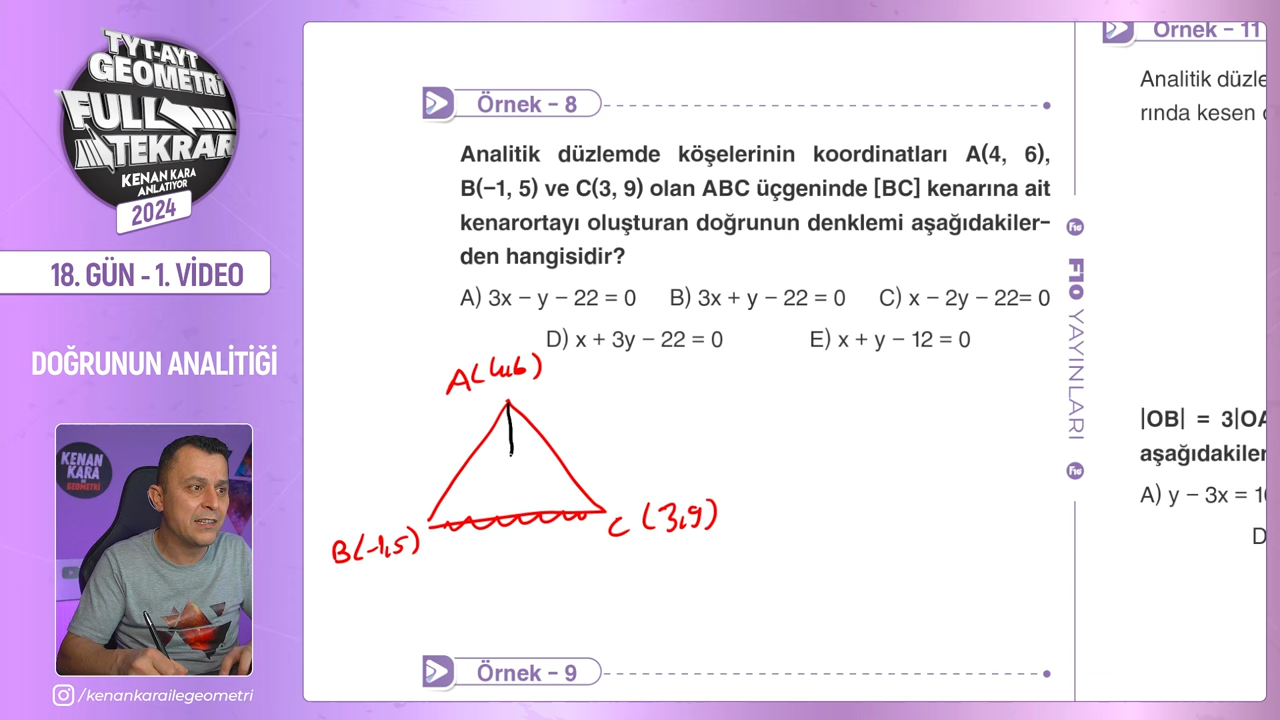 TYT-AYT
GEOMETRİ
FULL
TEKRAR
KENAN KARA
ANLATIYOR
2024
18. GÜN - 1. VİDEO
DOĞRUNUN ANALİTİĞİ
KENAN
KARA
GEOMETRİ
/kenankarailegeometri
Örnek – 8
Analitik düzlemde köşelerinin koordinatları A(4, 6),
B(–1, 5) ve C(3, 9) olan ABC üçgeninde [BC] kenarına ait
kenarortayı oluşturan doğrunun denklemi aşağıdakiler–
den hangisidir?
A) 3x – y – 22 = 0 B) 3x + y – 22 = 0 C) x – 2y – 22= 0
D) x + 3y – 22 = 0 E) x + y – 12 = 0
A(4,6)
B(-1,5)
C (3,9)
Örnek – 9
F10
F10 YAYINLARI
F10
Örnek – 11
Analitik düzle
rında kesen
|OB| = 3|OA
aşağıdakiler
A) y – 3x = 1
D